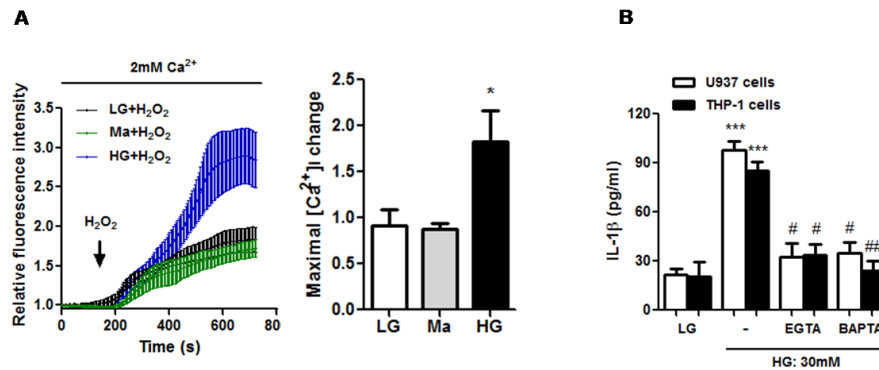 A
2mM Ca²⁺
Relative fluorescence intensity
3.5
3.0
2.5
2.0
1.5
1.0
LG+H₂O₂
Ma+H₂O₂
HG+H₂O₂
H₂O₂
0 200 400 600 800
Time (s)
Maximal [Ca²⁺]ı change
2.5
2.0
1.5
1.0
0.5
0.0
*
LG Ma HG
B
U937 cells
THP-1 cells
IL-1β (pg/ml)
120
90
60
30
0
***
***
# # # ##
LG - EGTA BAPTA
HG: 30mM